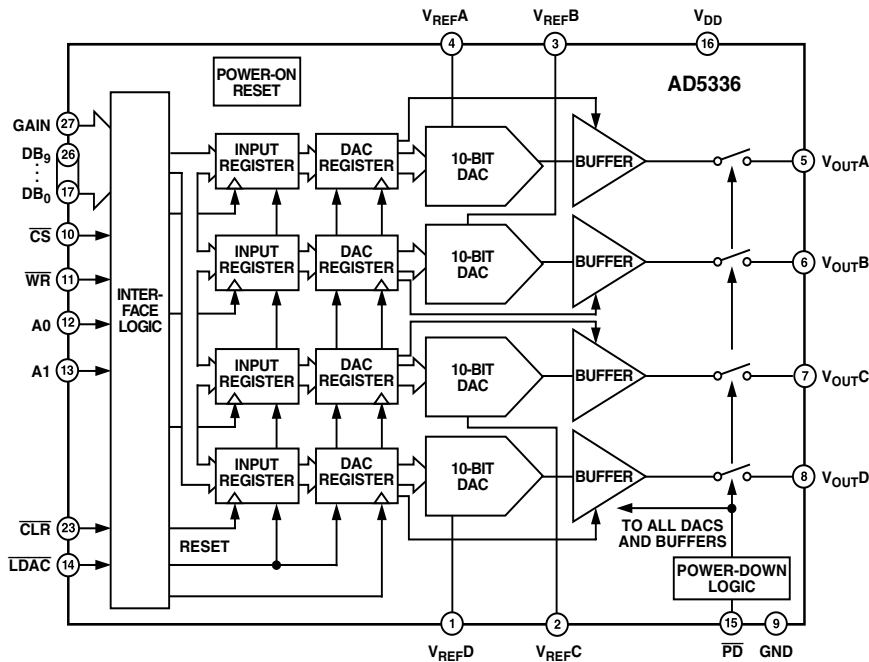 VREFA
VREFB
VDD
4
3
16
POWER-ON
RESET
AD5336
GAIN
27
DB9
26
DB0
17
CS
10
WR
11
A0
12
A1
13
CLR
23
LDAC
14
INTER-
FACE
LOGIC
INPUT
REGISTER
DAC
REGISTER
10-BIT
DAC
BUFFER
5
VOUTA
INPUT
REGISTER
DAC
REGISTER
10-BIT
DAC
BUFFER
6
VOUTB
INPUT
REGISTER
DAC
REGISTER
10-BIT
DAC
BUFFER
7
VOUTC
INPUT
REGISTER
DAC
REGISTER
10-BIT
DAC
BUFFER
8
VOUTD
RESET
TO ALL DACS
AND BUFFERS
POWER-DOWN
LOGIC
1
2
15
9
VREFD
VREFC
PD
GND